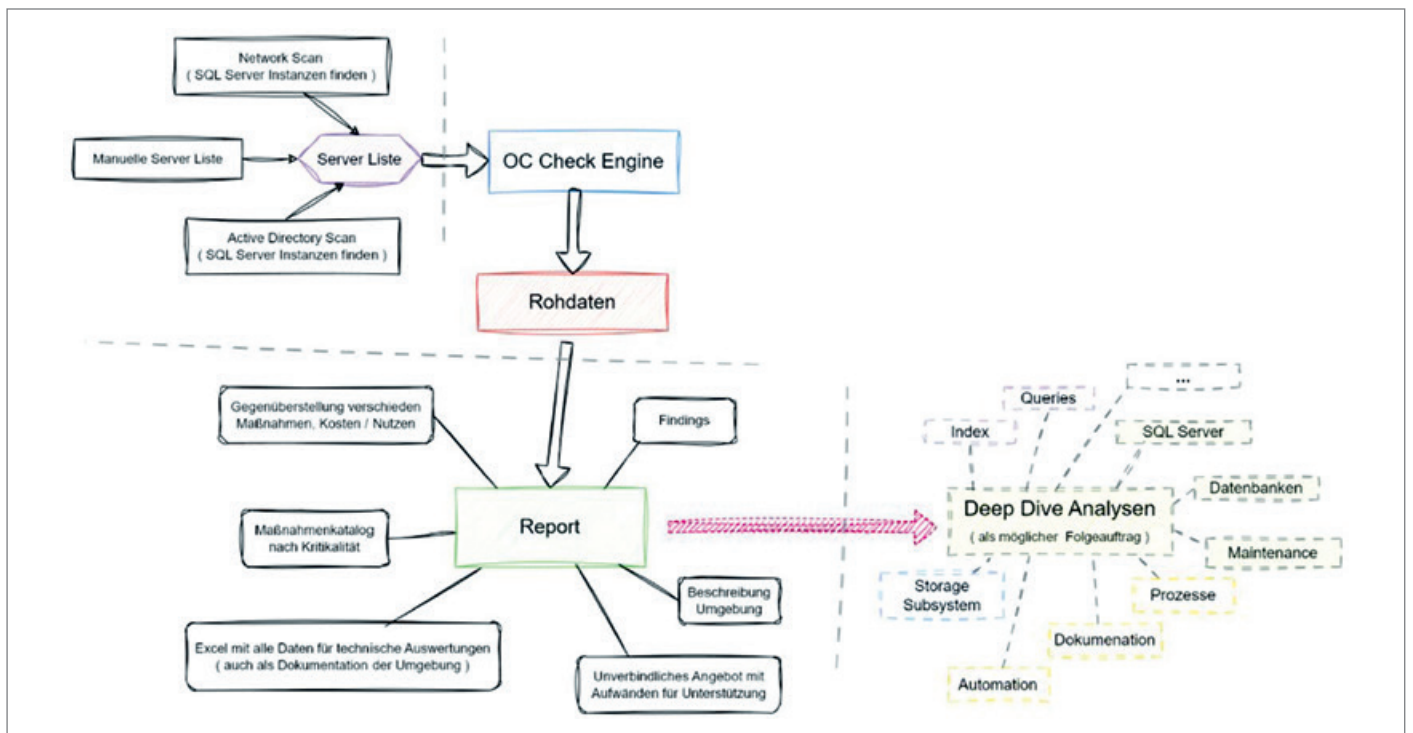 Network Scan
( SQL Server Instanzen finden )
Manuelle Server Liste
Server Liste
OC Check Engine
Active Directory Scan
( SQL Server Instanzen finden )
Rohdaten
Gegenüberstellung verschieden
Maßnahmen, Kosten / Nutzen
Findings
Maßnahmenkatalog
nach Kritikalität
Report
Beschreibung
Umgebung
Excel mit alle Daten für technische Auswertungen
( auch als Dokumentation der Umgebung )
Unverbindliches Angebot mit
Aufwänden für Unterstützung
...
Queries
Index
SQL Server
Datenbanken
Deep Dive Analysen
( als möglicher Folgeauftrag )
Maintenance
Storage
Subsystem
Prozesse
Dokumenation
Automation